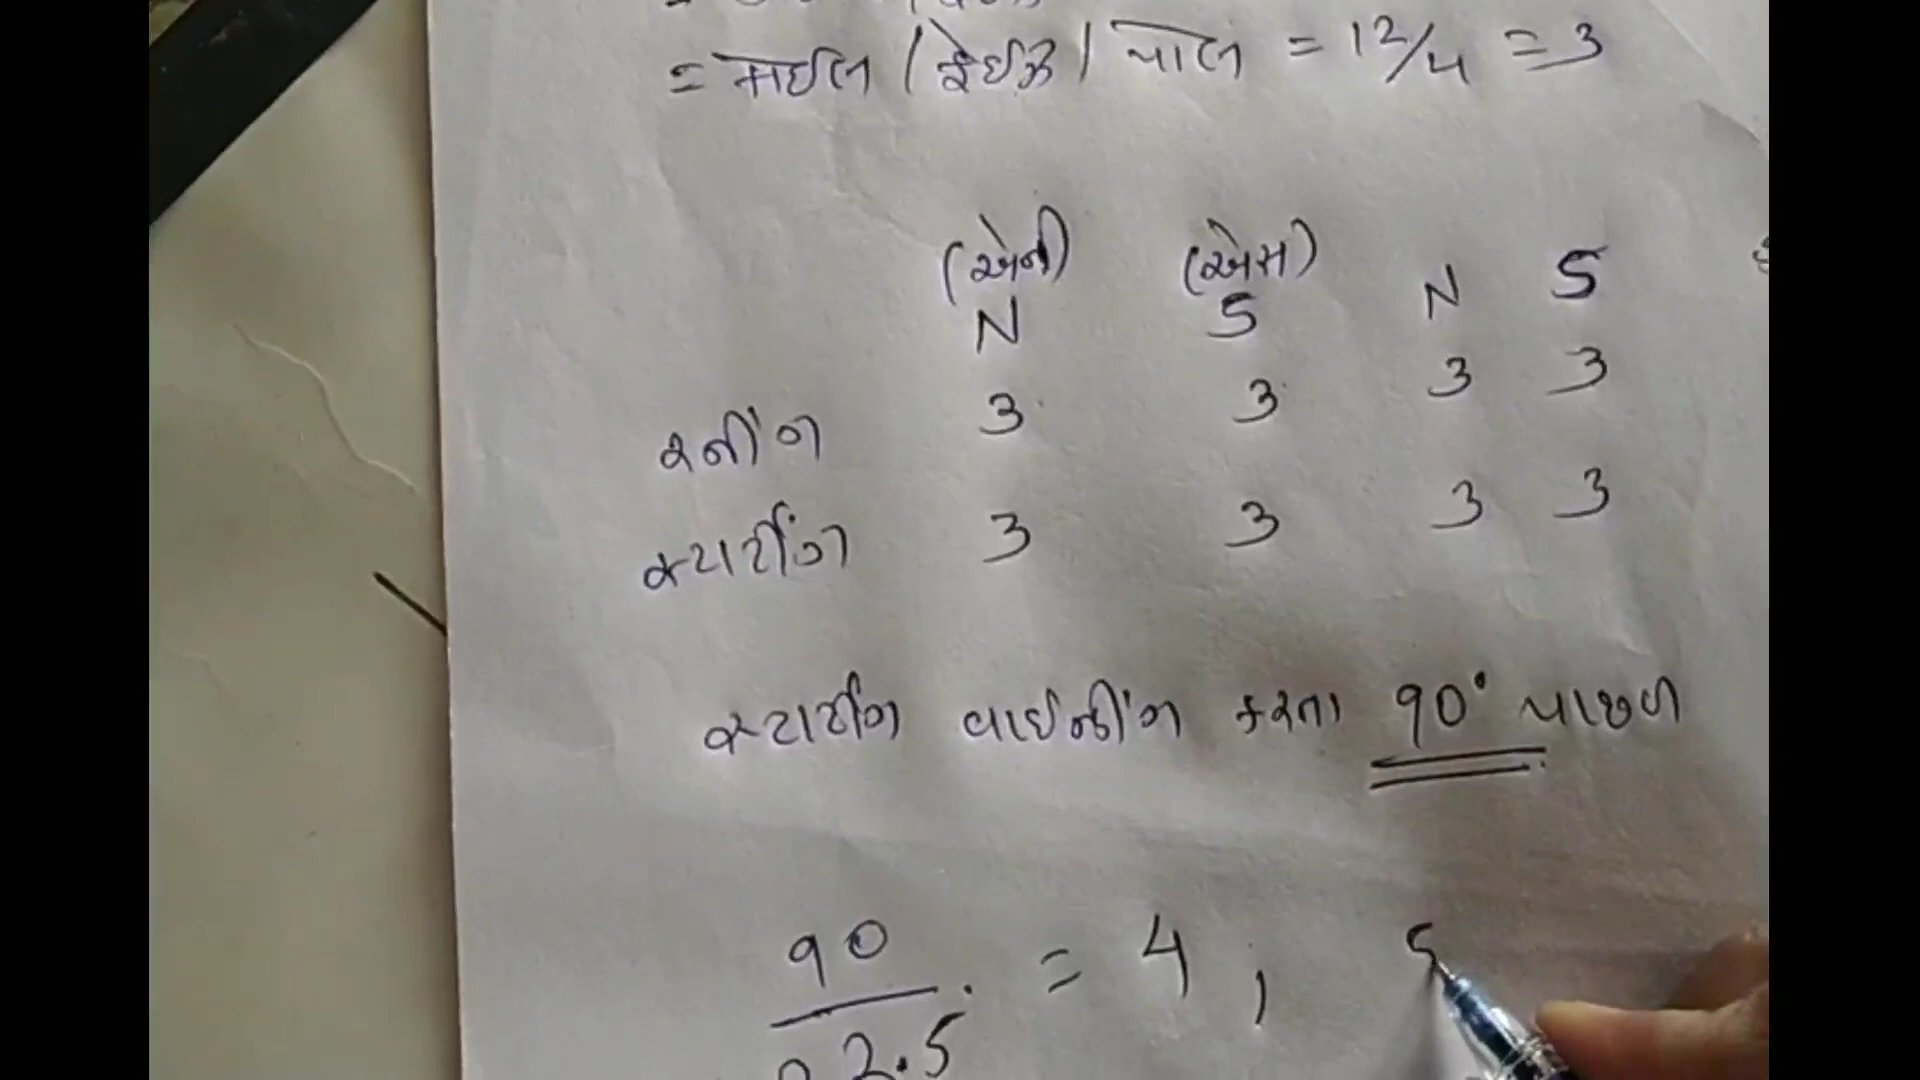 = કોઈલ / ફેઈઝ / પોલ = 12/4 = 3
(એન) (એસ)
N S N S
રનીંગ 3 3 3 3
સ્ટાર્ટીંગ 3 3 3 3
સ્ટાર્ટીંગ વાઈન્ડીંગ કરતા 90° પાછળ
90 / 22.5 = 4 , 5